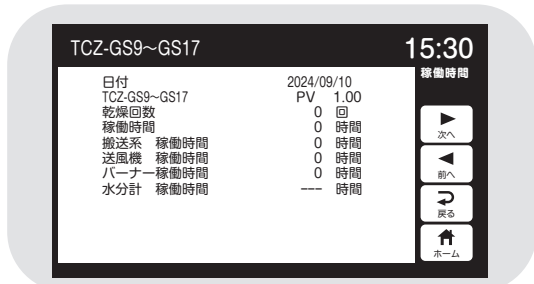 TCZ-GS9～GS17 15:30
稼働時間
日付 2024/09/10
TCZ-GS9～GS17 PV 1.00
乾燥回数 0 回
稼働時間 0 時間
搬送系 稼働時間 0 時間
送風機 稼働時間 0 時間
バーナー稼働時間 0 時間
水分計 稼働時間 --- 時間
次へ
前へ
戻る
ホーム